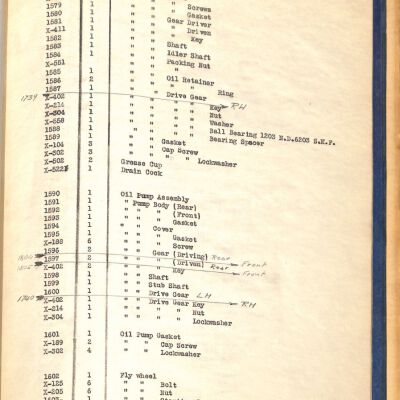 1579 1 " " " Screws
1580 1 " " " Gasket
1581 1 " " Gear Driver
X-411 1 " " " Driven
1582 1 " " " Key
1583 1 " " Shaft
1584 1 " " Idler Shaft
X-551 1 " " Packing Nut
1585 1 " " "
1586 2 " " Oil Retainer
1587 1 " " " " Ring
1739 X-402 1 " " Drive Gear RH
X-214 1 " " " " Key
X-304 1 " " " " Nut
X-550 1 " " " " Washer
1588 1 " " " " Ball Bearing 1203 N.D.6203 S.K.F.
1589 1 " " " " Bearing Spacer
X-104 3 " " Gasket
X-302 3 " " Cap Screw
X-502 2 " " " " Lockwasher
X-522 1 Grease Cup
Drain Cock
1590 1 Oil Pump Assembly
1591 1 " " Pump Body (Rear)
1592 1 " " " " (Front)
1593 1 " " " " Gasket
1594 1 " " Cover
1595 1 " " " Gasket
X-188 6 " " " Screw
1596 2 " " Gear (Driving) Rear Front
1597 2 " " " (Driven) Rear Front
X-402 2 " " " Key
1598 1 " " Shaft
1599 1 " " Stub Shaft
1600 1 " " Drive Gear LH RH
1740 X-402 1 " " Drive Gear Key
X-214 1 " " " " Nut
X-304 1 " " " " Lockwasher
1601 1 Oil Pump Gasket
X-189 2 " " Cap Screw
X-302 4 " " Lockwasher
1602 1 Fly wheel
X-125 6 " " Bolt
X-205 6 " " Nut